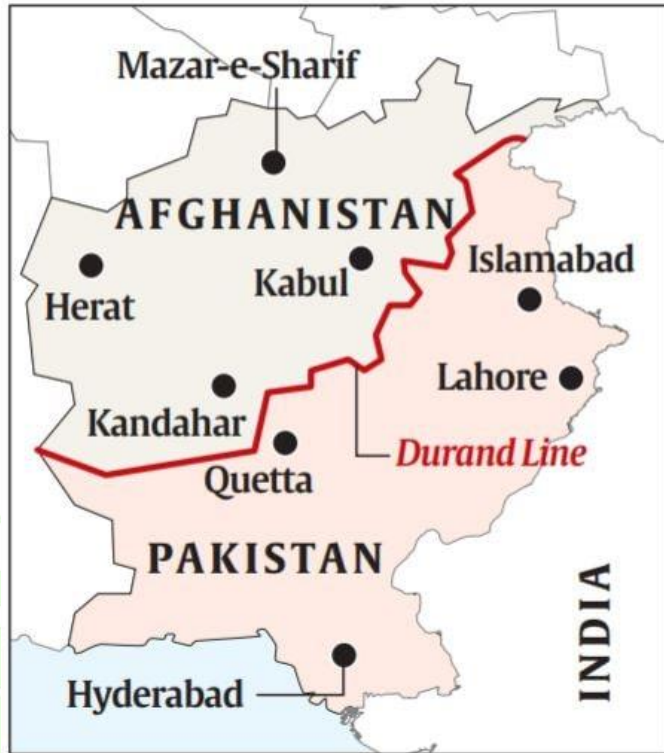 Mazar-e-Sharif
AFGHANISTAN
Islamabad
Kabul
Herat
Lahore
Kandahar
Durand Line
Quetta
PAKISTAN
INDIA
Hyderabad